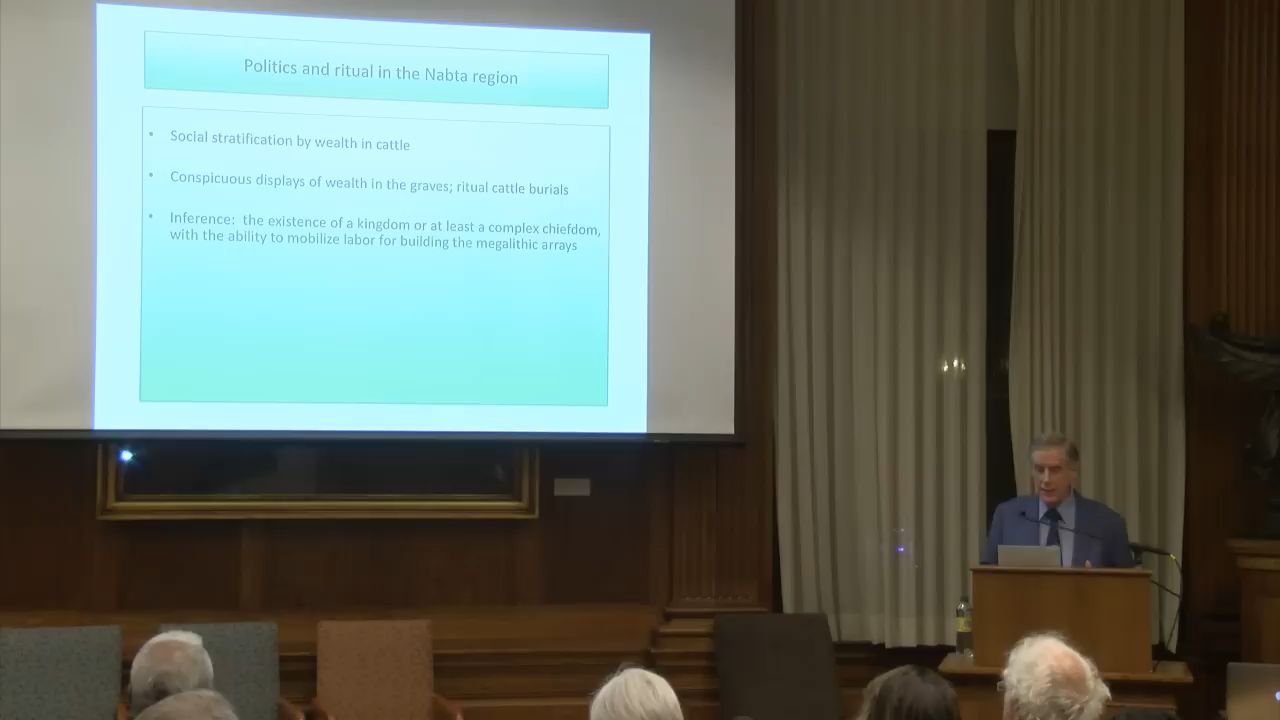 Politics and ritual in the Nabta region
• Social stratification by wealth in cattle
• Conspicuous displays of wealth in the graves; ritual cattle burials
• Inference:  the existence of a kingdom or at least a complex chiefdom,
with the ability to mobilize labor for building the megalithic arrays